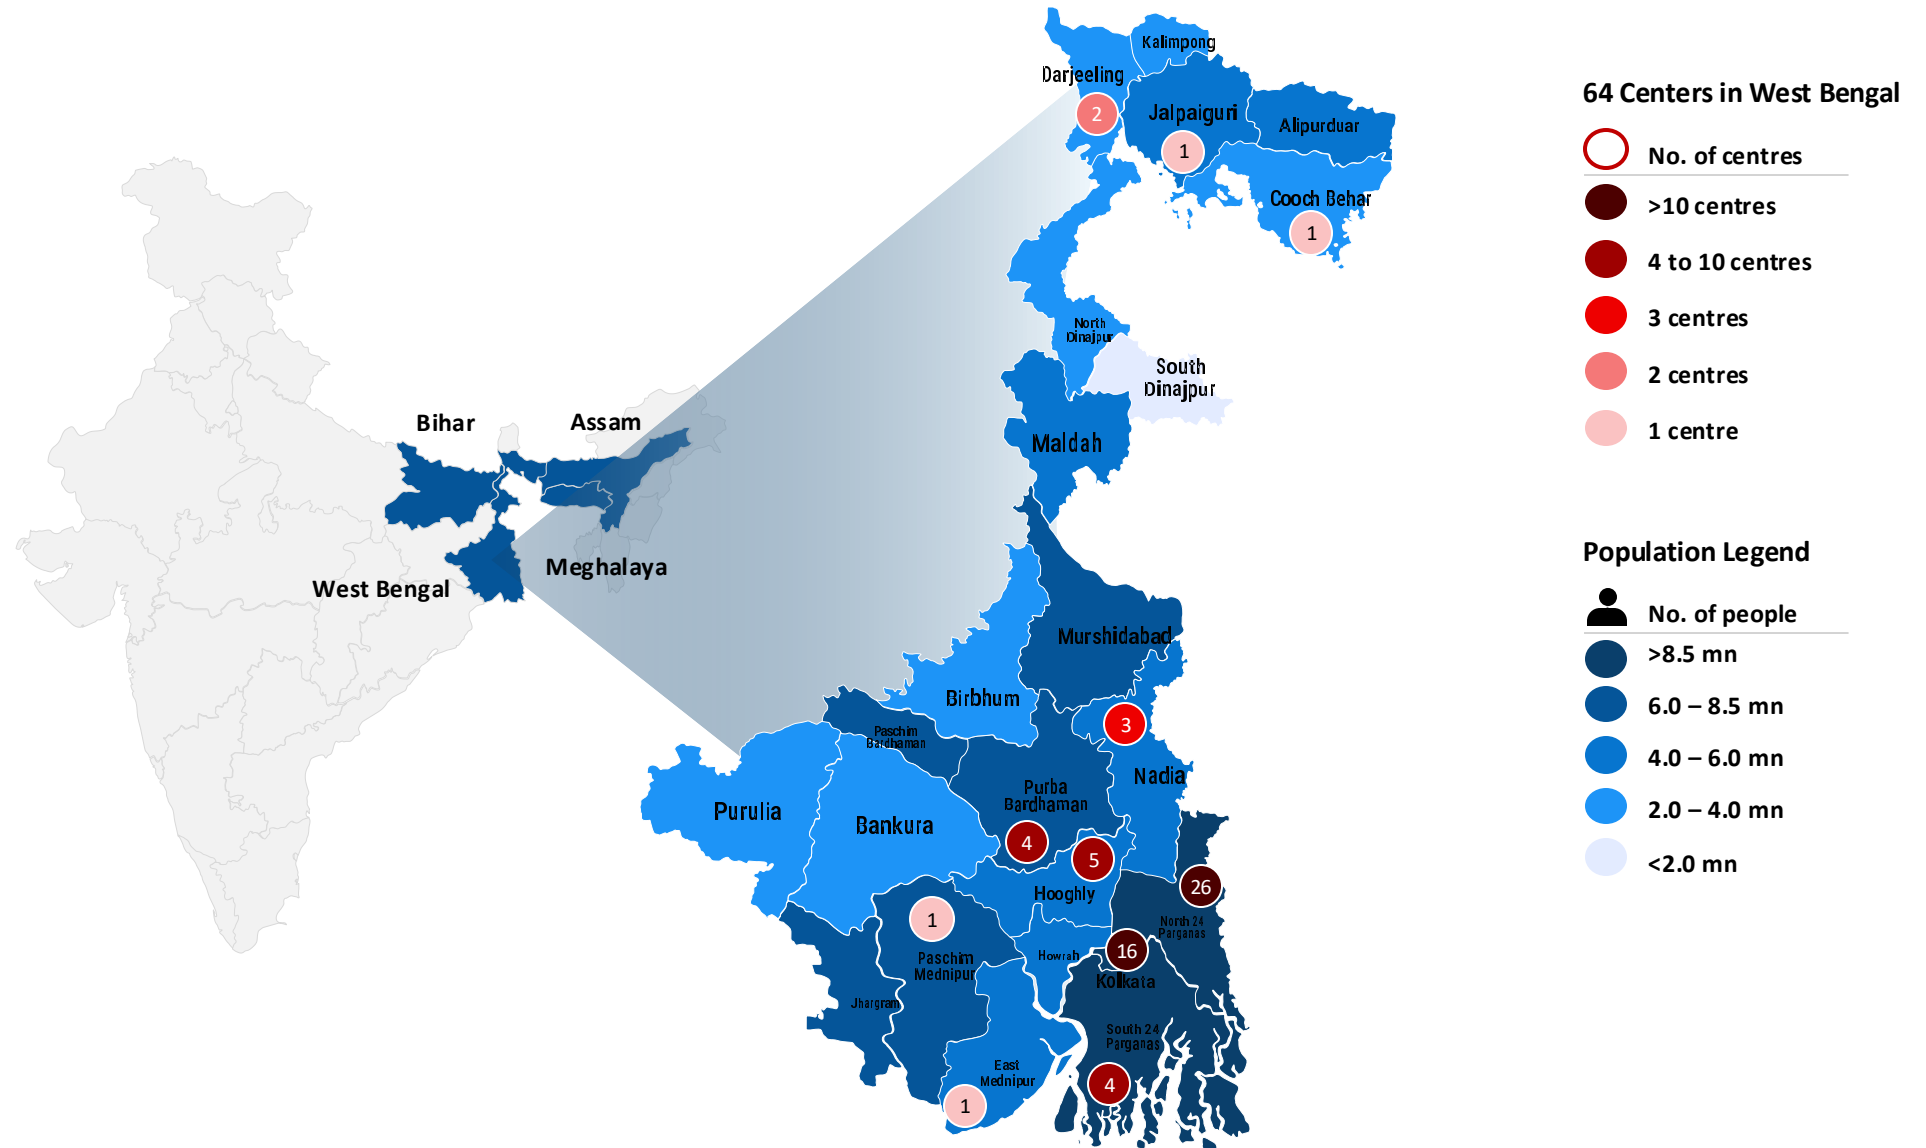 Bihar
Assam
West Bengal
Meghalaya
Kalimpong
Darjeeling
2
Jalpaiguri
1
Alipurduar
Cooch Behar
1
North
Dinajpur
South
Dinajpur
Maldah
Murshidabad
Birbhum
3
Paschim
Bardhaman
Nadia
Purba
Bardhaman
Purulia
Bankura
4
5
26
Hooghly
1
North 24
Parganas
16
Howrah
Paschim
Mednipur
Kolkata
Jhargram
South 24
Parganas
East
Mednipur
4
1
64 Centers in West Bengal
No. of centres
>10 centres
4 to 10 centres
3 centres
2 centres
1 centre
Population Legend
No. of people
>8.5 mn
6.0 – 8.5 mn
4.0 – 6.0 mn
2.0 – 4.0 mn
<2.0 mn